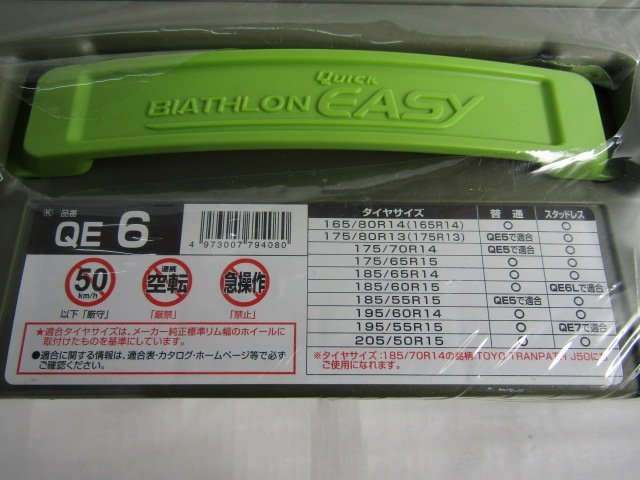 QUICK
BIATHLON EASY
K 品番
QE 6
4 973007 794080
50 km/h
以下「厳守」
連続
空転
「厳禁」
急操作
「禁止」
★適合タイヤサイズは、メーカー純正標準リム幅のホイールに
取付けたものを基準にしています。
●適合に関する情報は、適合表・カタログ・ホームページ等で必ず
ご確認ください。
タイヤサイズ 普通 スタッドレス
165/80R14(165R14) ○ ○
175/80R13(175R13) QE5で適合 ○
175/70R14 QE5で適合 ○
175/65R15 ○ ○
185/65R14 ○ ○
185/60R15 ○ QE6Lで適合
185/55R15 QE5で適合 ○
195/60R14 ○ ○
195/55R15 ○ QE7で適合
205/50R15 ○ ○
※タイヤサイズ:185/70R14の銘柄 TOYO TRANPATH J50には
ご使用になれます。